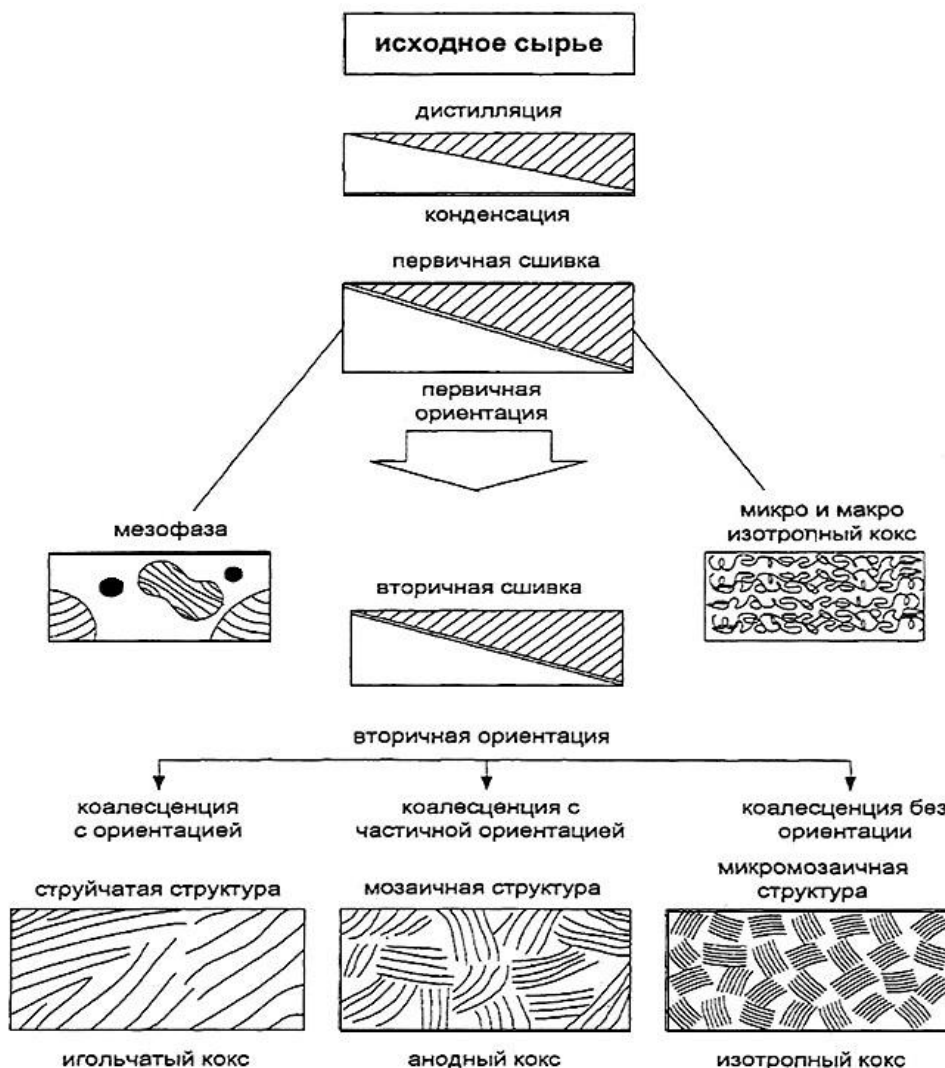 исходное сырье
дистилляция
конденсация
первичная сшивка
первичная
ориентация
мезофаза
микро и макро
изотропный кокс
вторичная сшивка
вторичная ориентация
коалесценция
с ориентацией
коалесценция с
частичной ориентацией
коалесценция без
ориентации
струйчатая структура
мозаичная структура
микромозаичная
структура
игольчатый кокс
анодный кокс
изотропный кокс